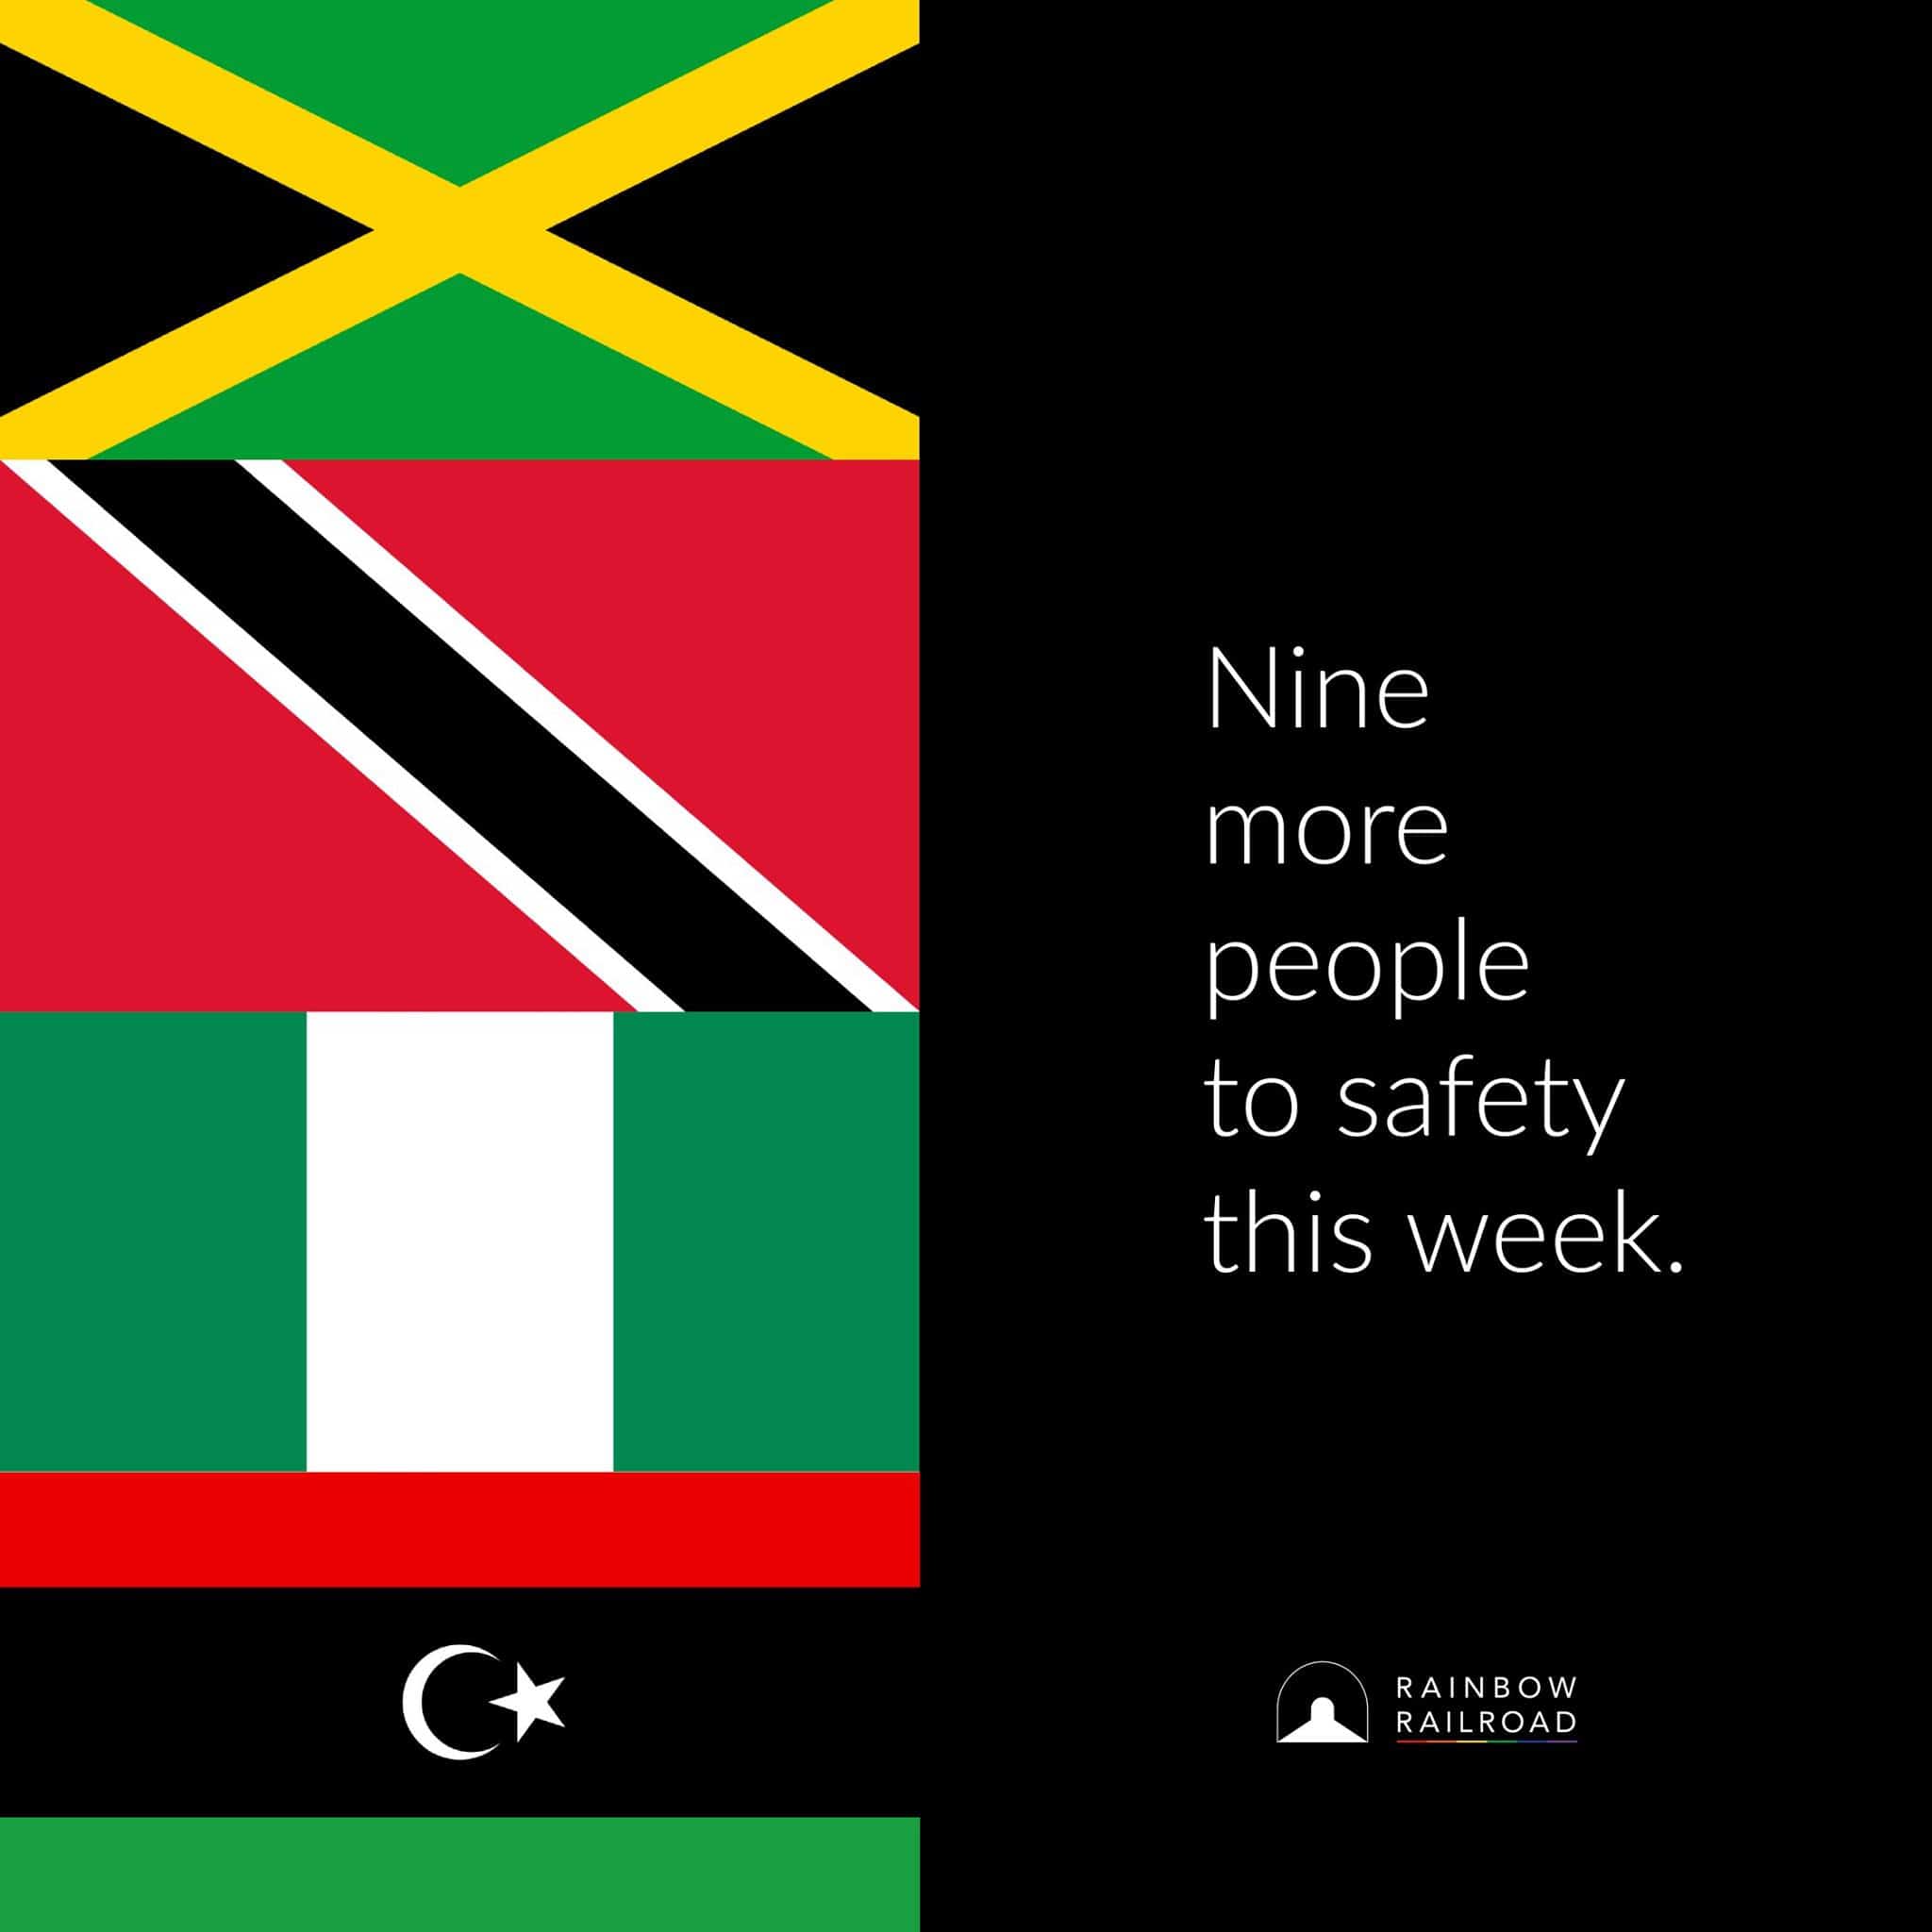 Nine
more
people
to safety
this week.
RAINBOW
RAILROAD